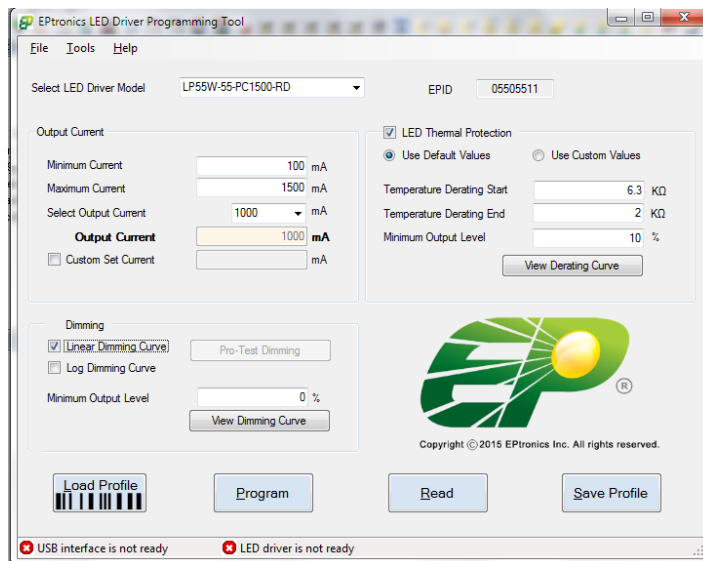 EPtronics LED Driver Programming Tool
File Tools Help
Select LED Driver Model LP55W-55-PC1500-RD EPID 05505511
Output Current
Minimum Current 100 mA
Maximum Current 1500 mA
Select Output Current 1000 mA
Output Current 1000 mA
Custom Set Current mA
LED Thermal Protection
Use Default Values Use Custom Values
Temperature Derating Start 6.3 KΩ
Temperature Derating End 2 KΩ
Minimum Output Level 10 %
View Derating Curve
Dimming
Linear Dimming Curve Pro-Test Dimming
Log Dimming Curve
Minimum Output Level 0 %
View Dimming Curve
EP®
Copyright ©2015 EPtronics Inc. All rights reserved.
Load Profile Program Read Save Profile
USB interface is not ready LED driver is not ready